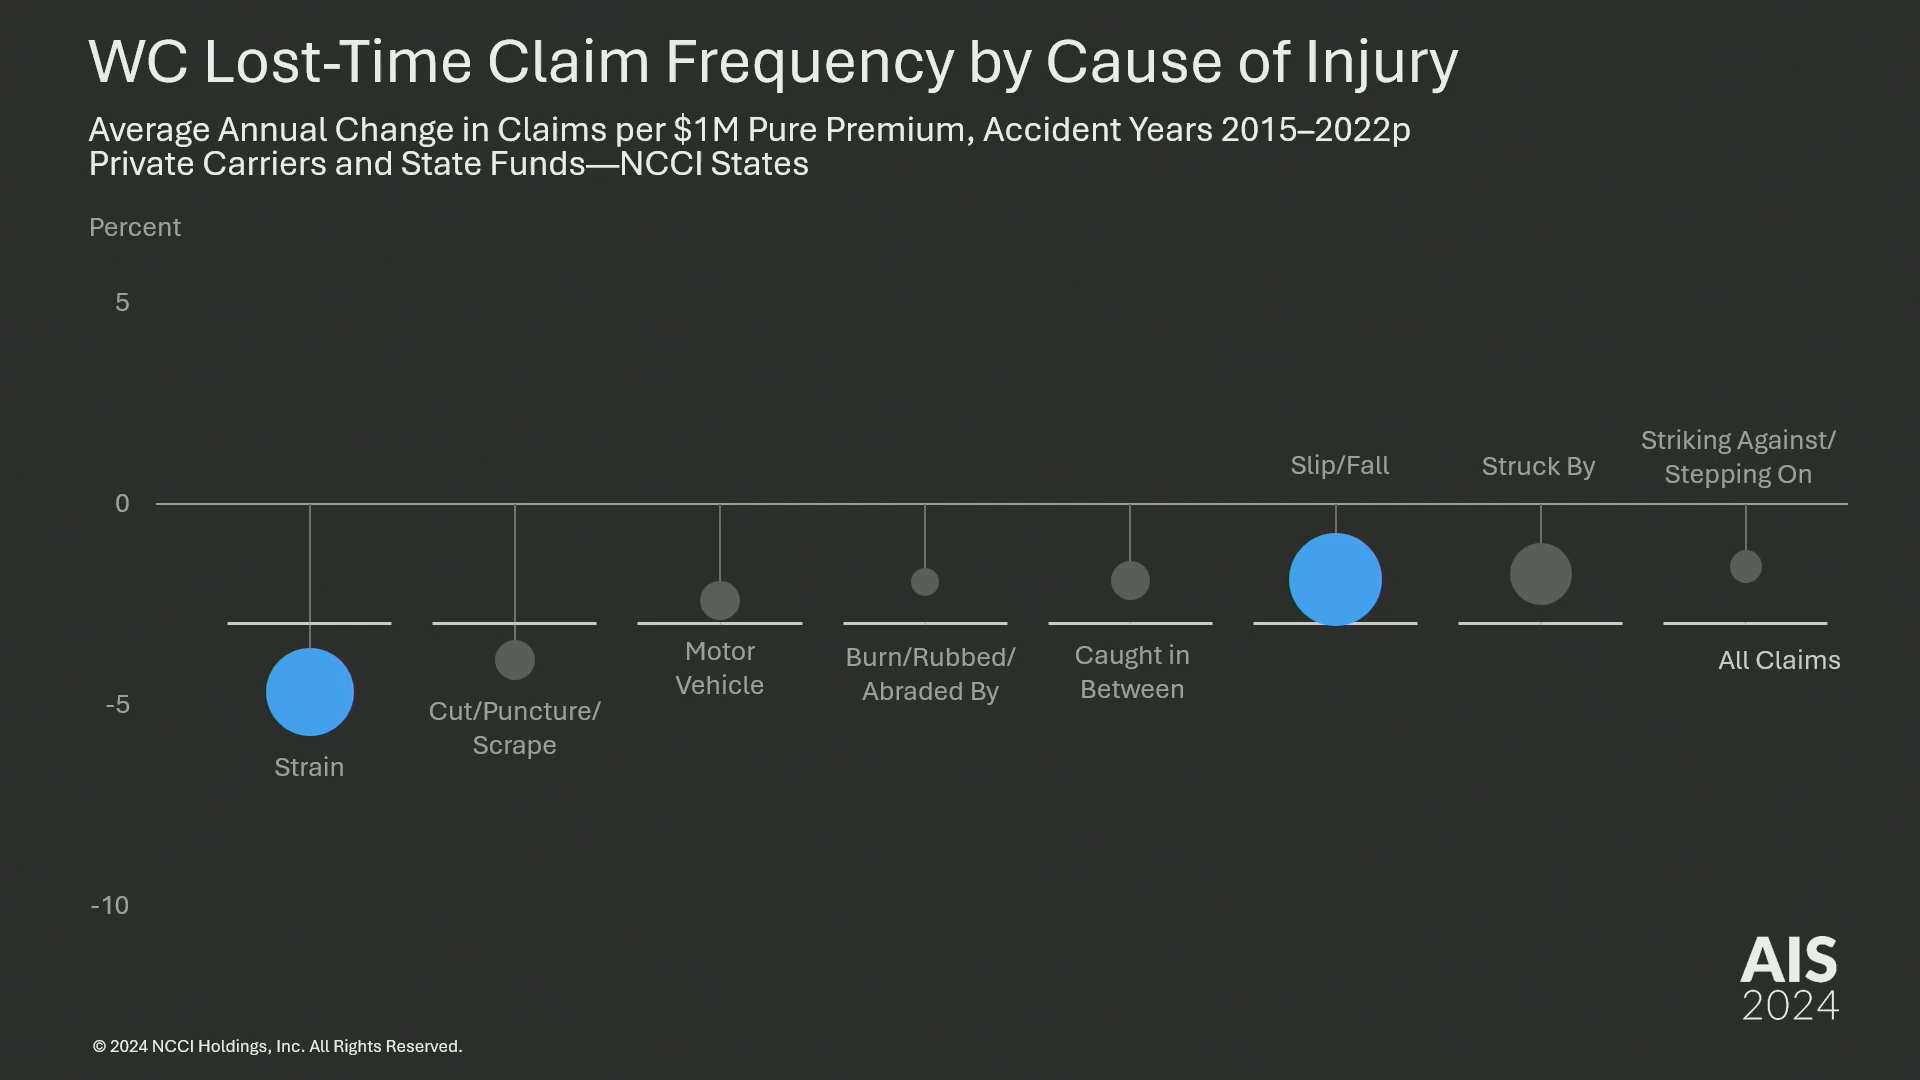 WC Lost-Time Claim Frequency by Cause of Injury
Average Annual Change in Claims per $1M Pure Premium, Accident Years 2015–2022p
Private Carriers and State Funds—NCCI States
Percent
5
0
-5
-10
Strain
Cut/Puncture/
Scrape
Motor
Vehicle
Burn/Rubbed/
Abraded By
Caught in
Between
Slip/Fall
Struck By
Striking Against/
Stepping On
All Claims
AIS
2024
© 2024 NCCI Holdings, Inc. All Rights Reserved.